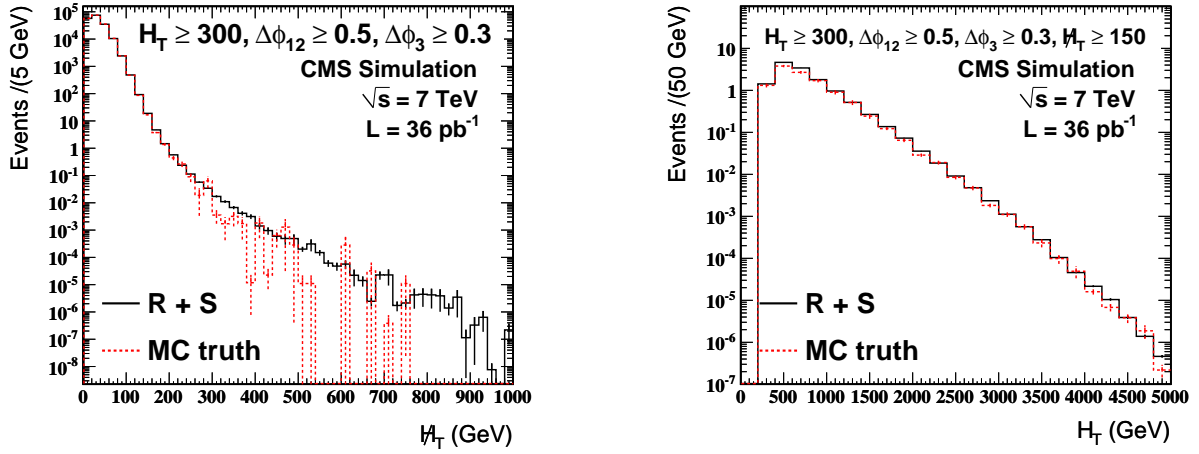 H_T ≥ 300, Δϕ_12 ≥ 0.5, Δϕ_3 ≥ 0.3
CMS Simulation
√s = 7 TeV
L = 36 pb^-1
Events /(5 GeV)
10^5
10^4
10^3
10^2
10
1
10^-1
10^-2
10^-3
10^-4
10^-5
10^-6
10^-7
10^-8
R + S
MC truth
0 100 200 300 400 500 600 700 800 900 1000
H̸_T (GeV)
H_T ≥ 300, Δϕ_12 ≥ 0.5, Δϕ_3 ≥ 0.3, H̸_T ≥ 150
CMS Simulation
√s = 7 TeV
L = 36 pb^-1
Events /(50 GeV)
10
1
10^-1
10^-2
10^-3
10^-4
10^-5
10^-6
10^-7
R + S
MC truth
0 500 1000 1500 2000 2500 3000 3500 4000 4500 5000
H_T (GeV)